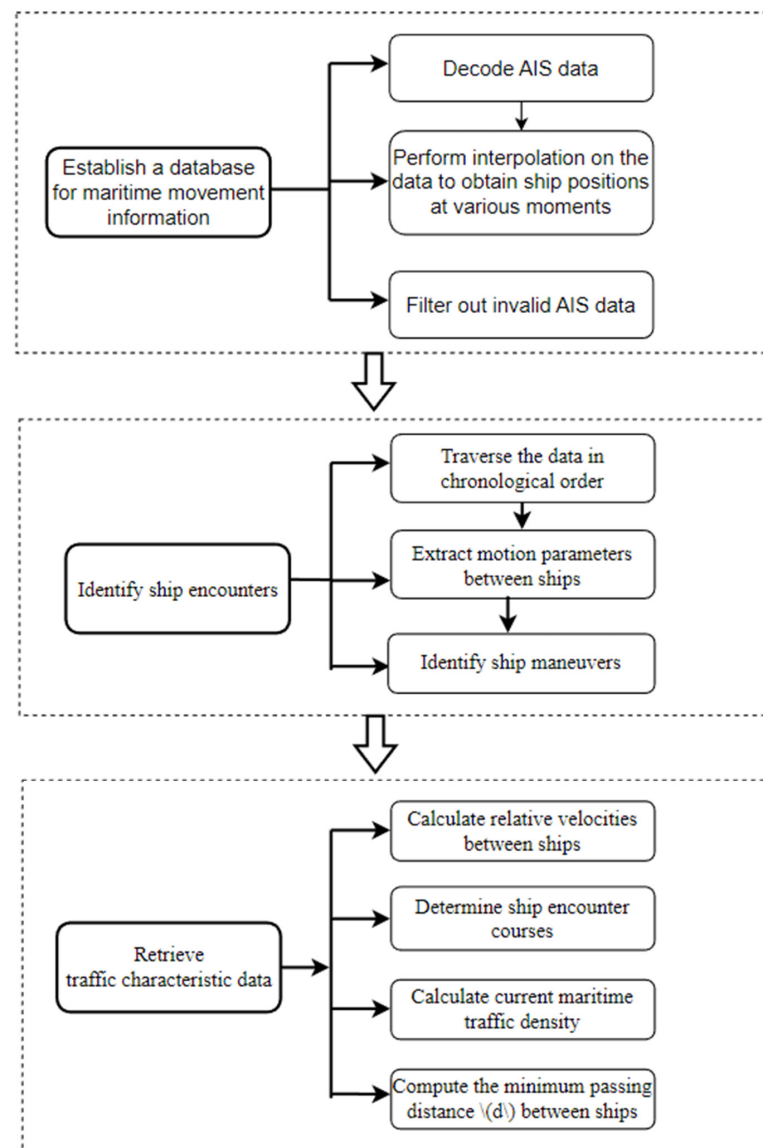 Decode AIS data
Establish a database
for maritime movement
information
Perform interpolation on the
data to obtain ship positions
at various moments
Filter out invalid AIS data
Traverse the data in
chronological order
Identify ship encounters
Extract motion parameters
between ships
Identify ship maneuvers
Calculate relative velocities
between ships
Determine ship encounter
courses
Retrieve
traffic characteristic data
Calculate current maritime
traffic density
Compute the minimum passing
distance \(d\) between ships